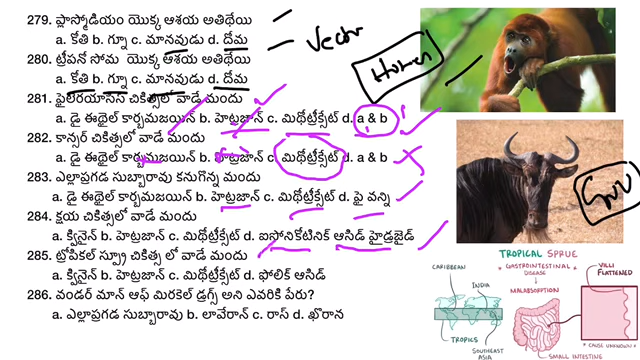 279. ప్లాస్మోడియం యొక్క ఆశయ అతిథేయి
a. కోతి b. గ్నూ c. మానవుడు d. దోమ
280. ట్రిపనో సోమ యొక్క ఆశయ అతిథేయి
a. కోతి b. గ్నూ c. మానవుడు d. దోమ
281. ఫైలేరియాసిస్ చికిత్సలో వాడే మందు
a. డై ఈథైల్ కార్బమజయిన్ b. హెట్రజాన్ c. మిథోట్రీక్సేట్ d. a & b
282. కాన్సర్ చికిత్సలో వాడే మందు
a. డై ఈథైల్ కార్బమజయిన్ b. హెట్రజాన్ c. మిథోట్రీక్సేట్ d. a & b
283. ఎల్లాప్రగడ సుబ్బారావు కనుగొన్న మందు
a. డై ఈథైల్ కార్బమజయిన్ b. హెట్రజాన్ c. మిథోట్రీక్సేట్ d. పై వన్ని
284. క్షయ చికిత్సలో వాడే మందు
a. క్వినైన్ b. హెట్రజాన్ c. మిథోట్రీక్సేట్ d. ఐసోనికోటినిక్ ఆసిడ్ హైడ్రజైడ్
285. ట్రోపికల్ స్ప్రూ చికిత్స లో వాడే మందు
a. క్వినైన్ b. హెట్రజాన్ c. మిథోట్రీక్సేట్ d. ఫోలిక్ ఆసిడ్
286. వండర్ మాన్ ఆఫ్ మిరకెల్ డ్రగ్స్ అని ఎవరికి పేరు?
a. ఎల్లాప్రగడ సుబ్బారావు b. లావేరాన్ c. రాస్ d. ఖొరాన
Vector
Human
Gnu
TROPICAL SPRUE
* GASTROINTESTINAL DISEASE *
MALABSORPTION
VILLI FLATTENED
CARIBBEAN
INDIA
TROPICS
SOUTHEAST ASIA
SMALL INTESTINE
* CAUSE UNKNOWN *